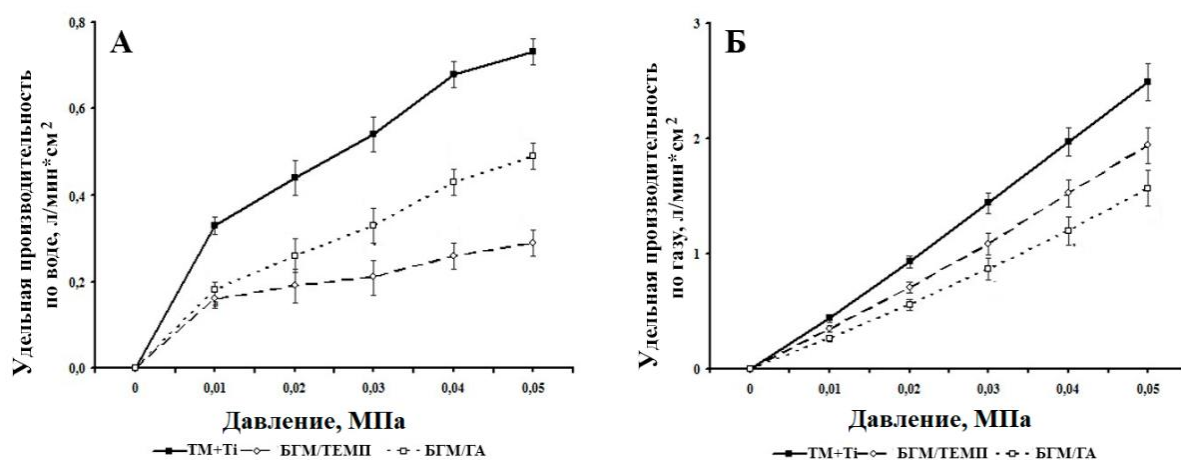 А
Удельная производительность
по воде, л/мин*см²
0,8
0,6
0,4
0,2
0,0
0
0,01
0,02
0,03
0,04
0,05
Давление, МПа
ТМ+Ti
БГМ/ТЕМП
БГМ/ГА
Б
Удельная производительность
по газу, л/мин*см²
3
2
1
0
0
0,01
0,02
0,03
0,04
0,05
Давление, МПа
ТМ+Ti
БГМ/ТЕМП
БГМ/ГА